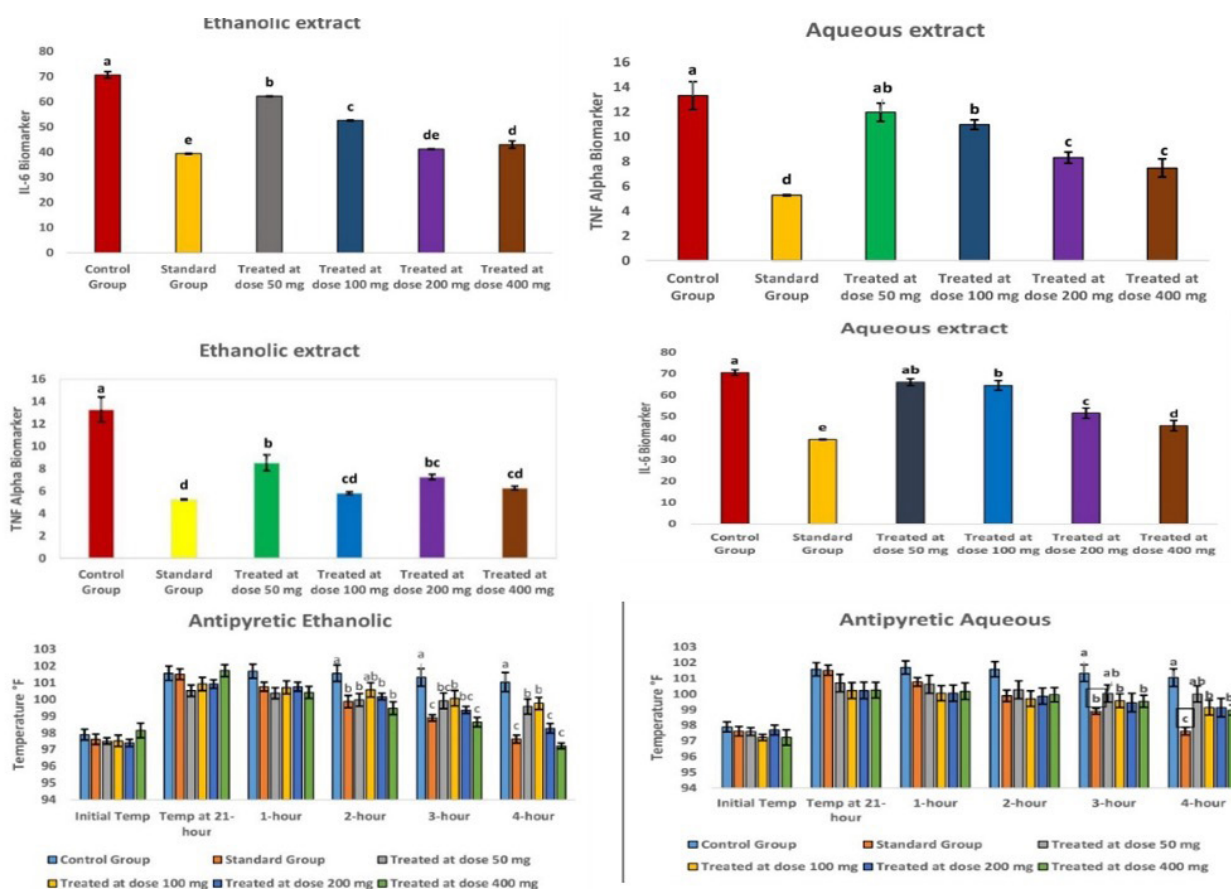 Ethanolic extract
IL-6 Biomarker
80
70
60
50
40
30
20
10
0
a
e
b
c
de
d
Control Group
Standard Group
Treated at dose 50 mg
Treated at dose 100 mg
Treated at dose 200 mg
Treated at dose 400 mg
Aqueous extract
TNF Alpha Biomarker
16
14
12
10
8
6
4
2
0
a
d
ab
b
c
c
Control Group
Standard Group
Treated at dose 50 mg
Treated at dose 100 mg
Treated at dose 200 mg
Treated at dose 400 mg
Ethanolic extract
TNF Alpha Biomarker
16
14
12
10
8
6
4
2
0
a
d
b
cd
bc
cd
Control Group
Standard Group
Treated at dose 50 mg
Treated at dose 100 mg
Treated at dose 200 mg
Treated at dose 400 mg
Aqueous extract
IL-6 Biomarker
80
70
60
50
40
30
20
10
0
a
e
ab
b
c
d
Control Group
Standard Group
Treated at dose 50 mg
Treated at dose 100 mg
Treated at dose 200 mg
Treated at dose 400 mg
Antipyretic Ethanolic
Temperature °F
103
102
101
100
99
98
97
96
95
94
a b b ab b b
a c bc b bc c
a c b b c c
Initial Temp
Temp at 21-hour
1-hour
2-hour
3-hour
4-hour
Control Group
Standard Group
Treated at dose 50 mg
Treated at dose 100 mg
Treated at dose 200 mg
Treated at dose 400 mg
Antipyretic Aqueous
Temperature °F
103
102
101
100
99
98
97
96
95
94
a b ab b b b
a c ab b b b
Initial Temp
Temp at 21-hour
1-hour
2-hour
3-hour
4-hour
Control Group
Standard Group
Treated at dose 50 mg
Treated at dose 100 mg
Treated at dose 200 mg
Treated at dose 400 mg